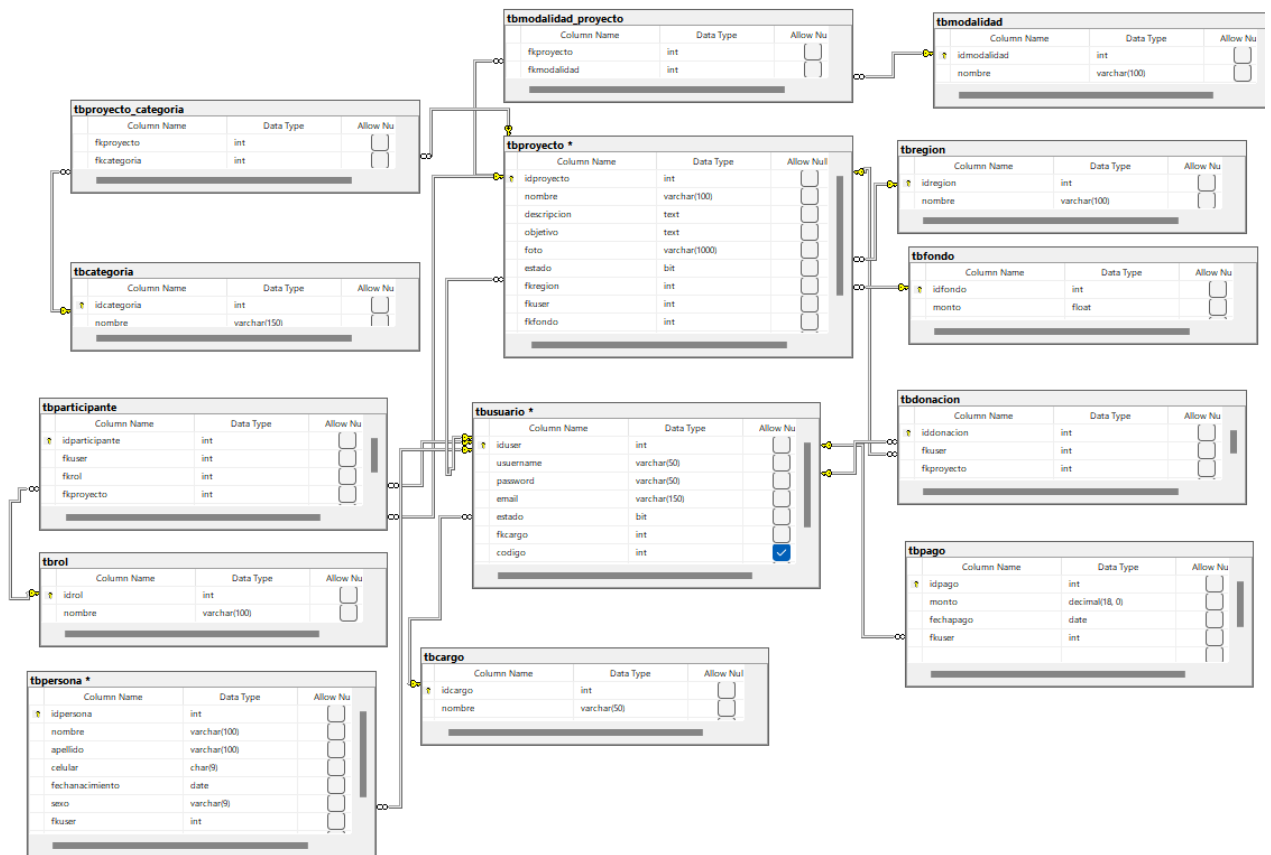 tbmodalidad_proyecto
Column Name Data Type Allow Nu
fkproyecto int
fkmodalidad int
tbmodalidad
Column Name Data Type Allow Nu
idmodalidad int
nombre varchar(100)
tbproyecto_categoria
Column Name Data Type Allow Nu
fkproyecto int
fkcategoria int
tbproyecto *
Column Name Data Type Allow Null
idproyecto int
nombre varchar(100)
descripcion text
objetivo text
foto varchar(1000)
estado bit
fkregion int
fkuser int
fkfondo int
tbregion
Column Name Data Type Allow Nu
idregion int
nombre varchar(100)
tbcategoria
Column Name Data Type Allow Nu
idcategoria int
nombre varchar(150)
tbfondo
Column Name Data Type Allow Nu
idfondo int
monto float
tbparticipante
Column Name Data Type Allow Nu
idparticipante int
fkuser int
fkrol int
fkproyecto int
tbusuario *
Column Name Data Type Allow Nu
iduser int
usuername varchar(50)
password varchar(50)
email varchar(150)
estado bit
fkcargo int
codigo int
tbdonacion
Column Name Data Type Allow Nu
iddonacion int
fkuser int
fkproyecto int
tbrol
Column Name Data Type Allow Nu
idrol int
nombre varchar(100)
tbpago
Column Name Data Type Allow Nu
idpago int
monto decimal(18, 0)
fechapago date
fkuser int
tbpersona *
Column Name Data Type Allow Nu
idpersona int
nombre varchar(100)
apellido varchar(100)
celular char(9)
fechanacimiento date
sexo varchar(9)
fkuser int
tbcargo
Column Name Data Type Allow Nul
idcargo int
nombre varchar(50)